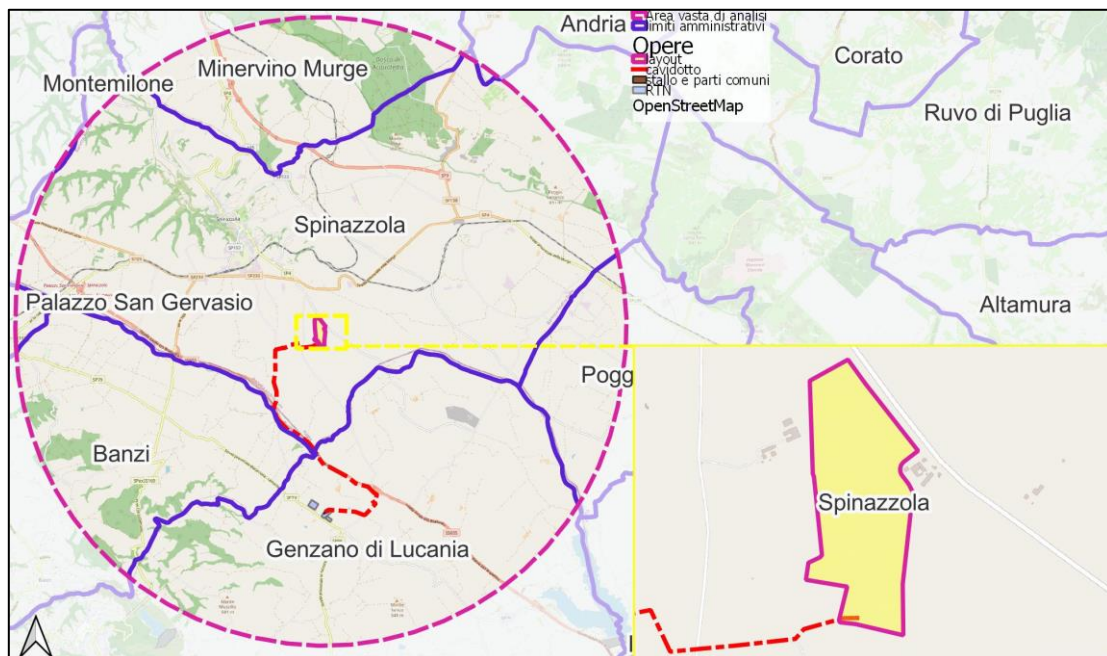 Area vasta di analisi
limiti amministrativi
Opere
layout
cavidotto
stallo e parti comuni
RTN
OpenStreetMap
Andria
Corato
Minervino Murge
Montemilone
Ruvo di Puglia
Spinazzola
Palazzo San Gervasio
Altamura
Pogg
Banzi
Spinazzola
Genzano di Lucania